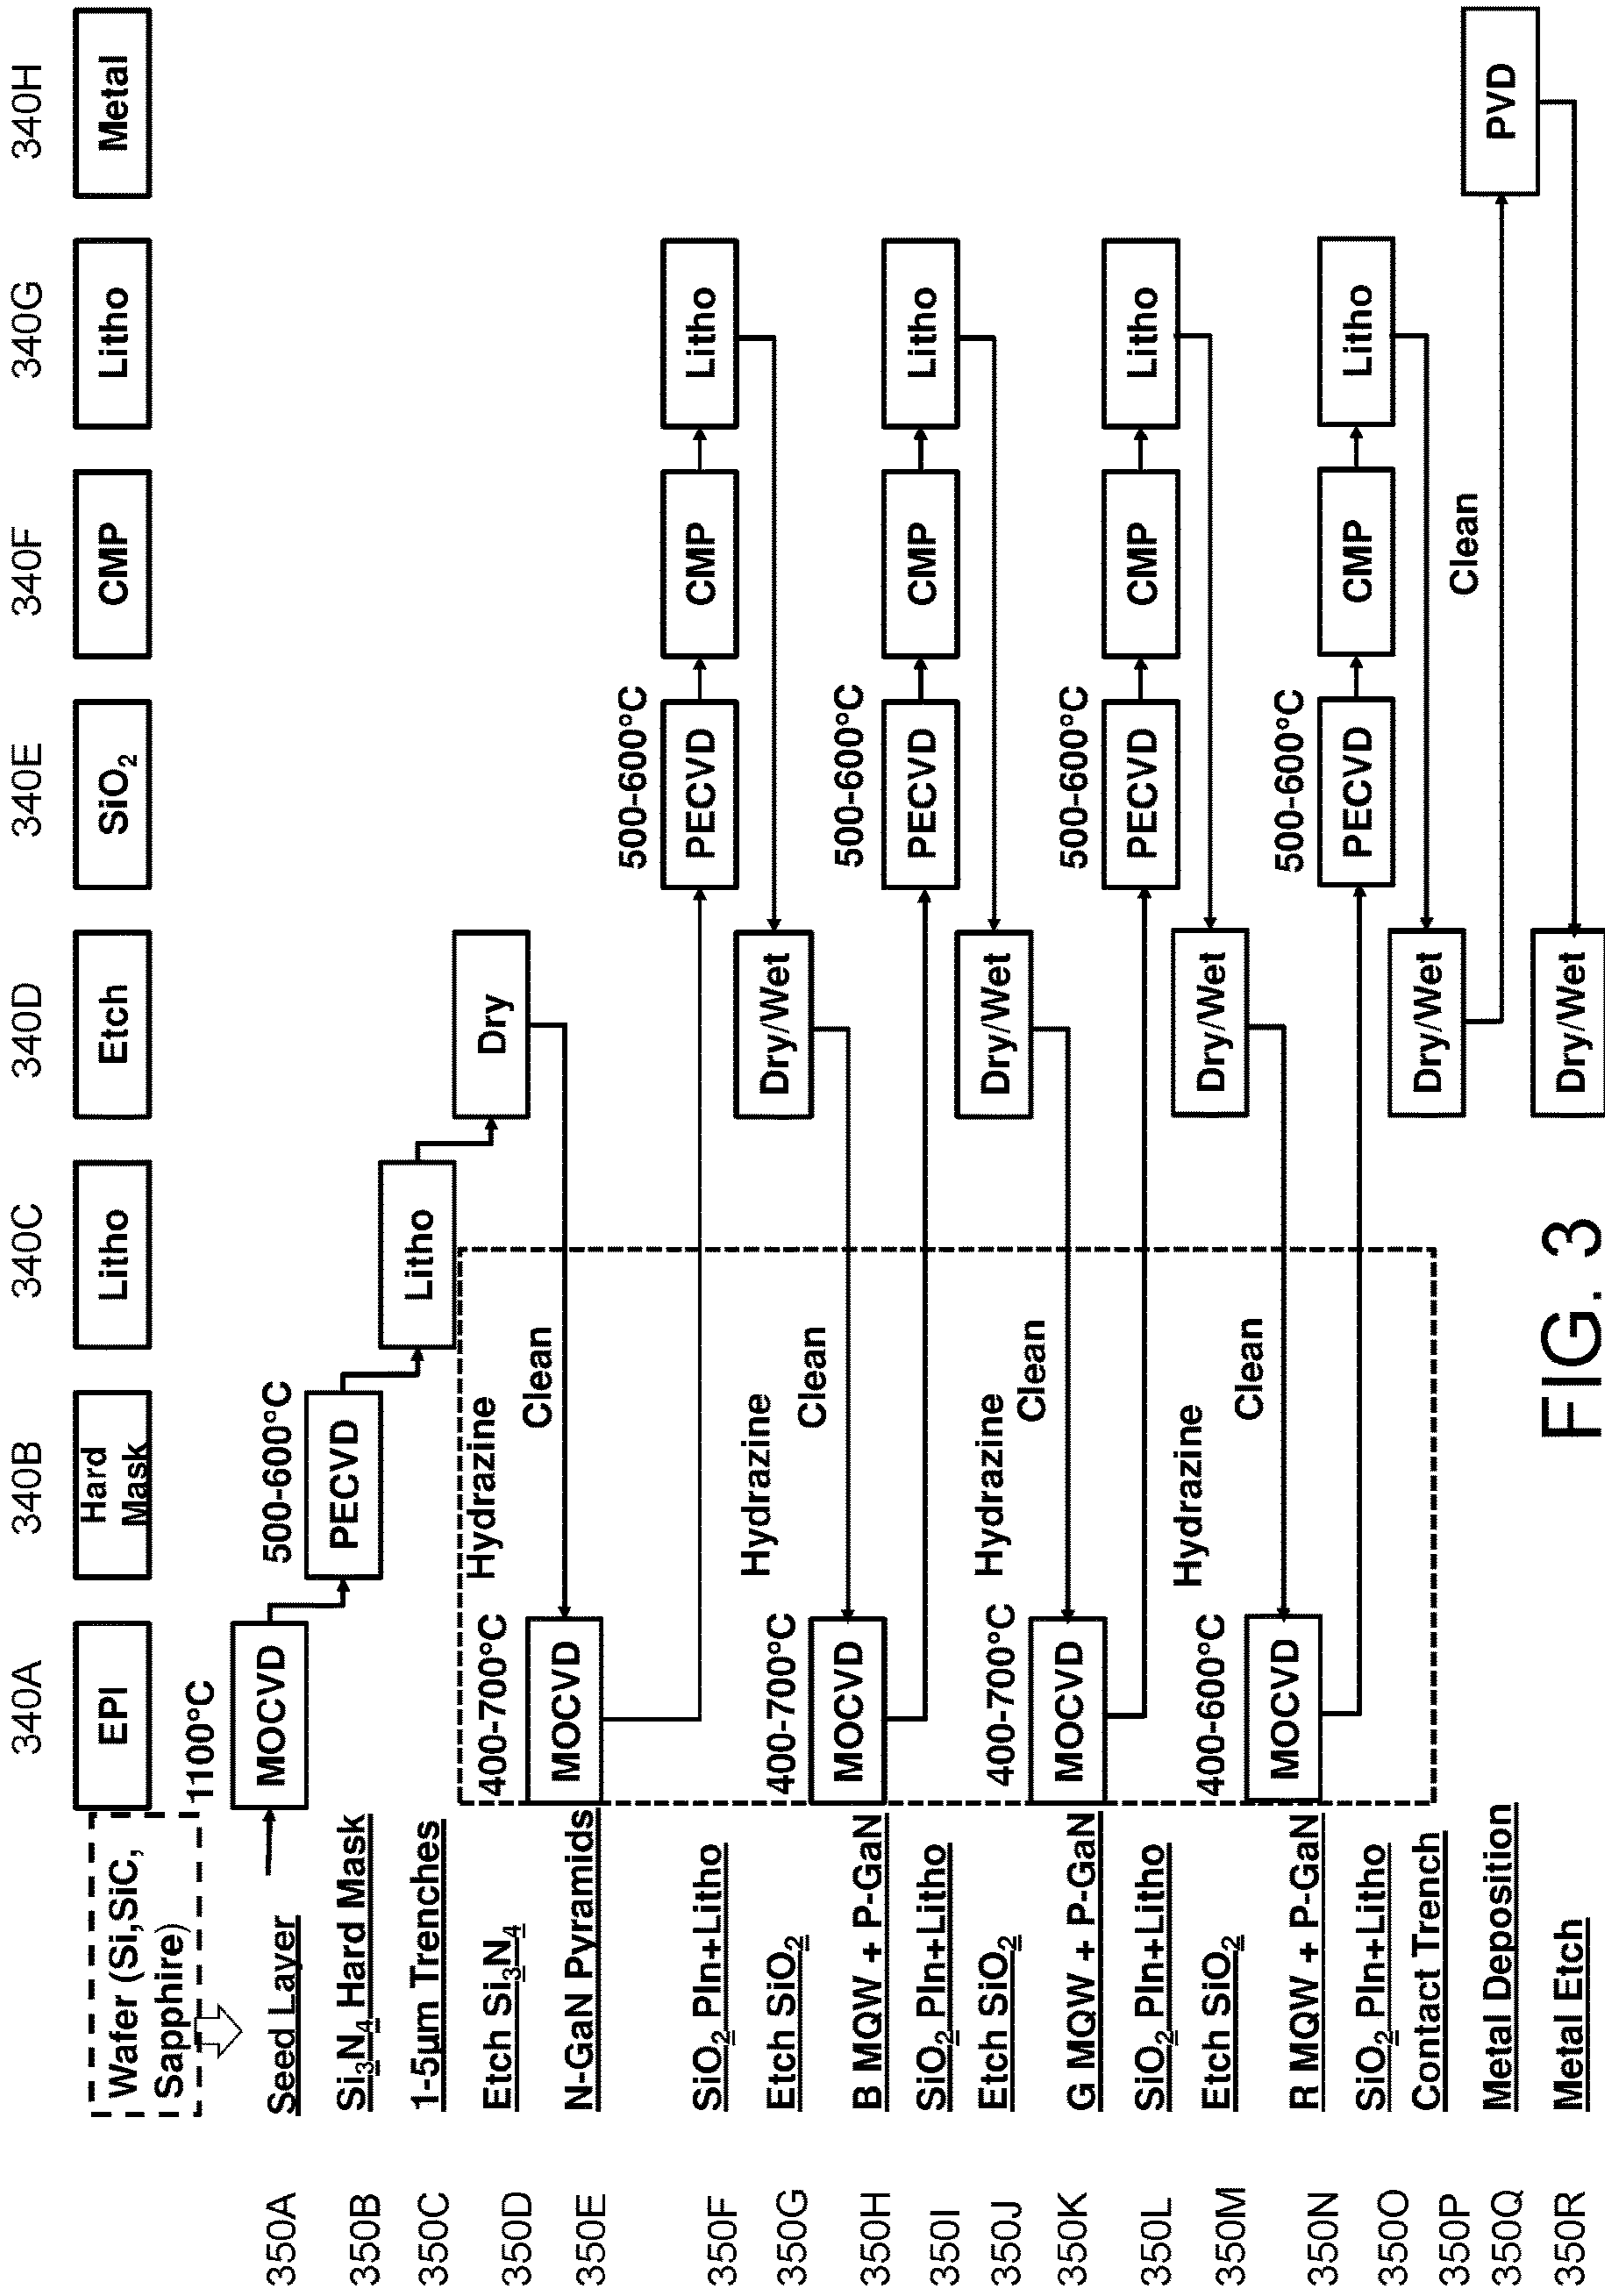 340A
340B
340C
340D
340E
340F
340G
340H
Wafer (Si,SiC,
Sapphire)
EPI
Hard
Mask
Litho
Etch
SiO2
CMP
Litho
Metal
1100°C
350A
Seed Layer
MOCVD
500-600°C
350B
Si3N4 Hard Mask
PECVD
350C
1-5µm Trenches
Litho
Hydrazine
350D
Etch Si3N4
400-700°C
Dry
Clean
350E
N-GaN Pyramids
MOCVD
500-600°C
350F
SiO2 Pln+Litho
PECVD
CMP
Litho
Hydrazine
350G
Etch SiO2
400-700°C
Dry/Wet
Clean
350H
B MQW + P-GaN
MOCVD
500-600°C
350I
SiO2 Pln+Litho
PECVD
CMP
Litho
Hydrazine
350J
Etch SiO2
400-700°C
Dry/Wet
Clean
350K
G MQW + P-GaN
MOCVD
500-600°C
350L
SiO2 Pln+Litho
PECVD
CMP
Litho
Hydrazine
350M
Etch SiO2
400-600°C
Dry/Wet
Clean
350N
R MQW + P-GaN
MOCVD
500-600°C
350O
SiO2 Pln+Litho
PECVD
CMP
Litho
350P
Contact Trench
Dry/Wet
Clean
350Q
Metal Deposition
PVD
350R
Metal Etch
Dry/Wet
FIG. 3